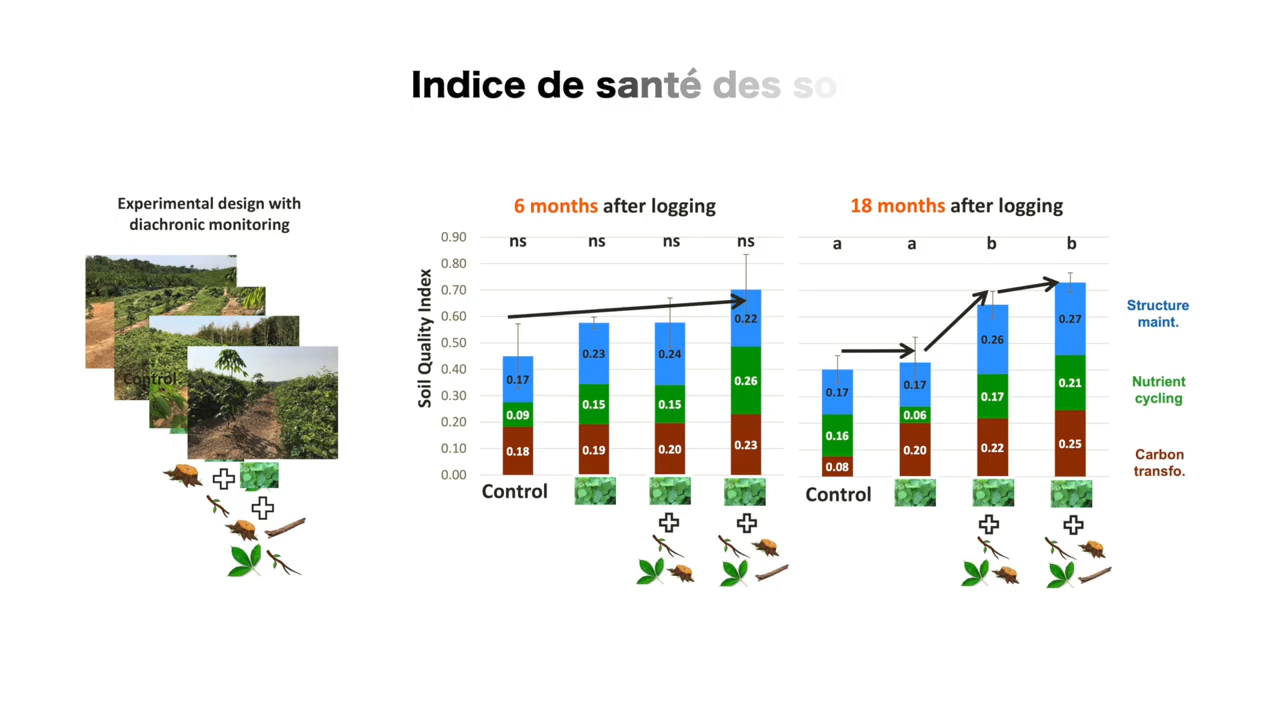 Indice de santé des so
Experimental design with
diachronic monitoring
Control
6 months after logging
Soil Quality Index
0.90
0.80
0.70
0.60
0.50
0.40
0.30
0.20
0.10
0.00
ns ns ns ns
0.17 0.23 0.24 0.22
0.09 0.15 0.15 0.26
0.18 0.19 0.20 0.23
Control
18 months after logging
a a b b
0.17 0.17 0.26 0.27
0.16 0.06 0.17 0.21
0.08 0.20 0.22 0.25
Control
Structure
maint.
Nutrient
cycling
Carbon
transfo.